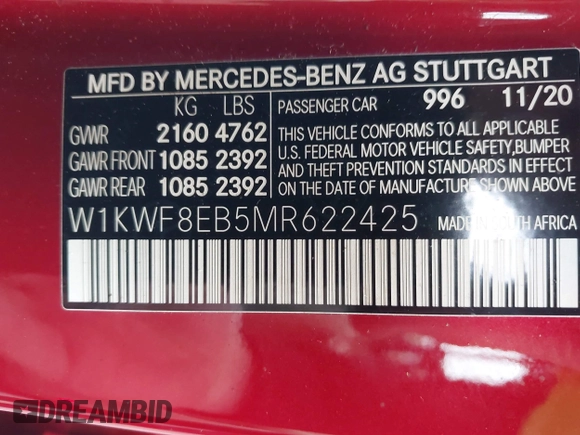 MFD BY MERCEDES-BENZ AG STUTTGART
KG LBS
PASSENGER CAR 996 11/20
GVWR 2160 4762
GAWR FRONT 1085 2392
GAWR REAR 1085 2392
THIS VEHICLE CONFORMS TO ALL APPLICABLE
U.S. FEDERAL MOTOR VEHICLE SAFETY, BUMPER
AND THEFT PREVENTION STANDARDS IN EFFECT
ON THE DATE OF MANUFACTURE SHOWN ABOVE
W1KWF8EB5MR622425 MADE IN SOUTH AFRICA
DREAMBID